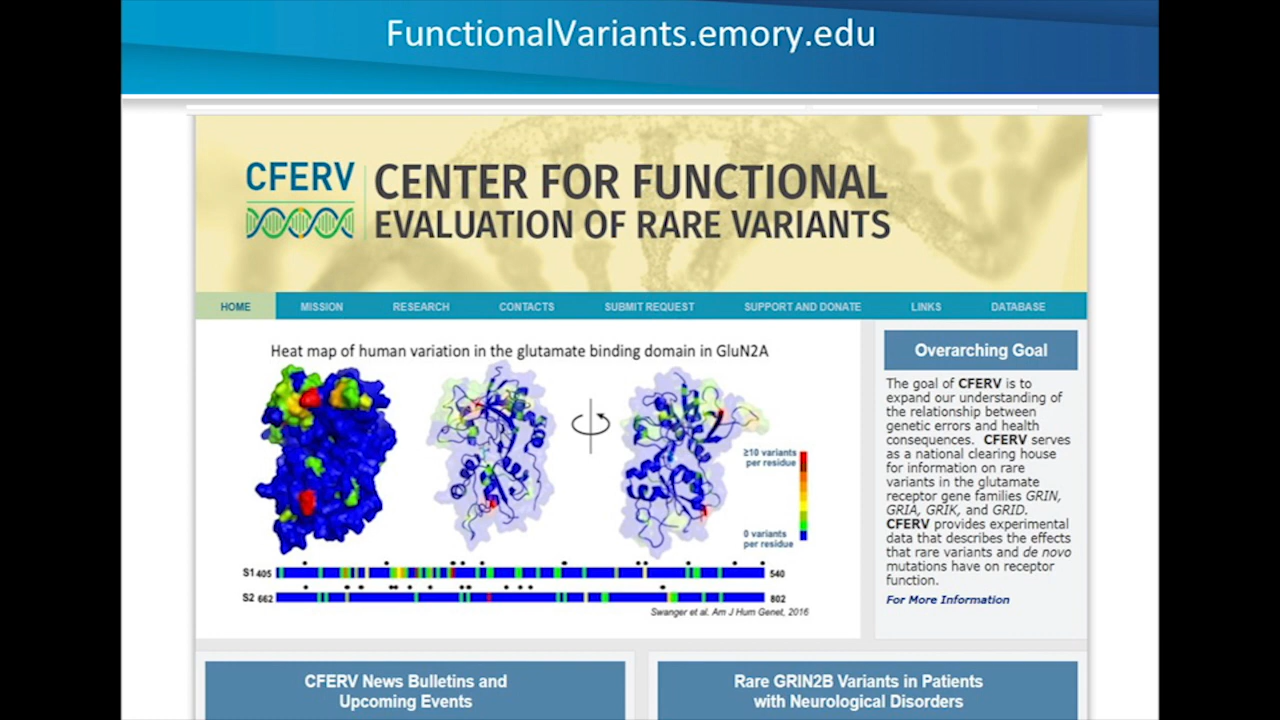 FunctionalVariants.emory.edu
CFERV
CENTER FOR FUNCTIONAL
EVALUATION OF RARE VARIANTS
HOME MISSION RESEARCH CONTACTS SUBMIT REQUEST SUPPORT AND DONATE LINKS DATABASE
Heat map of human variation in the glutamate binding domain in GluN2A
≥10 variants
per residue
0 variants
per residue
S1 405 540
S2 662 802
Swanger et al. Am J Hum Genet, 2016
Overarching Goal
The goal of CFERV is to
expand our understanding of
the relationship between
genetic errors and health
consequences. CFERV serves
as a national clearing house
for information on rare
variants in the glutamate
receptor gene families GRIN,
GRIA, GRIK, and GRID.
CFERV provides experimental
data that describes the effects
that rare variants and de novo
mutations have on receptor
function.
For More Information
CFERV News Bulletins and
Upcoming Events
Rare GRIN2B Variants in Patients
with Neurological Disorders